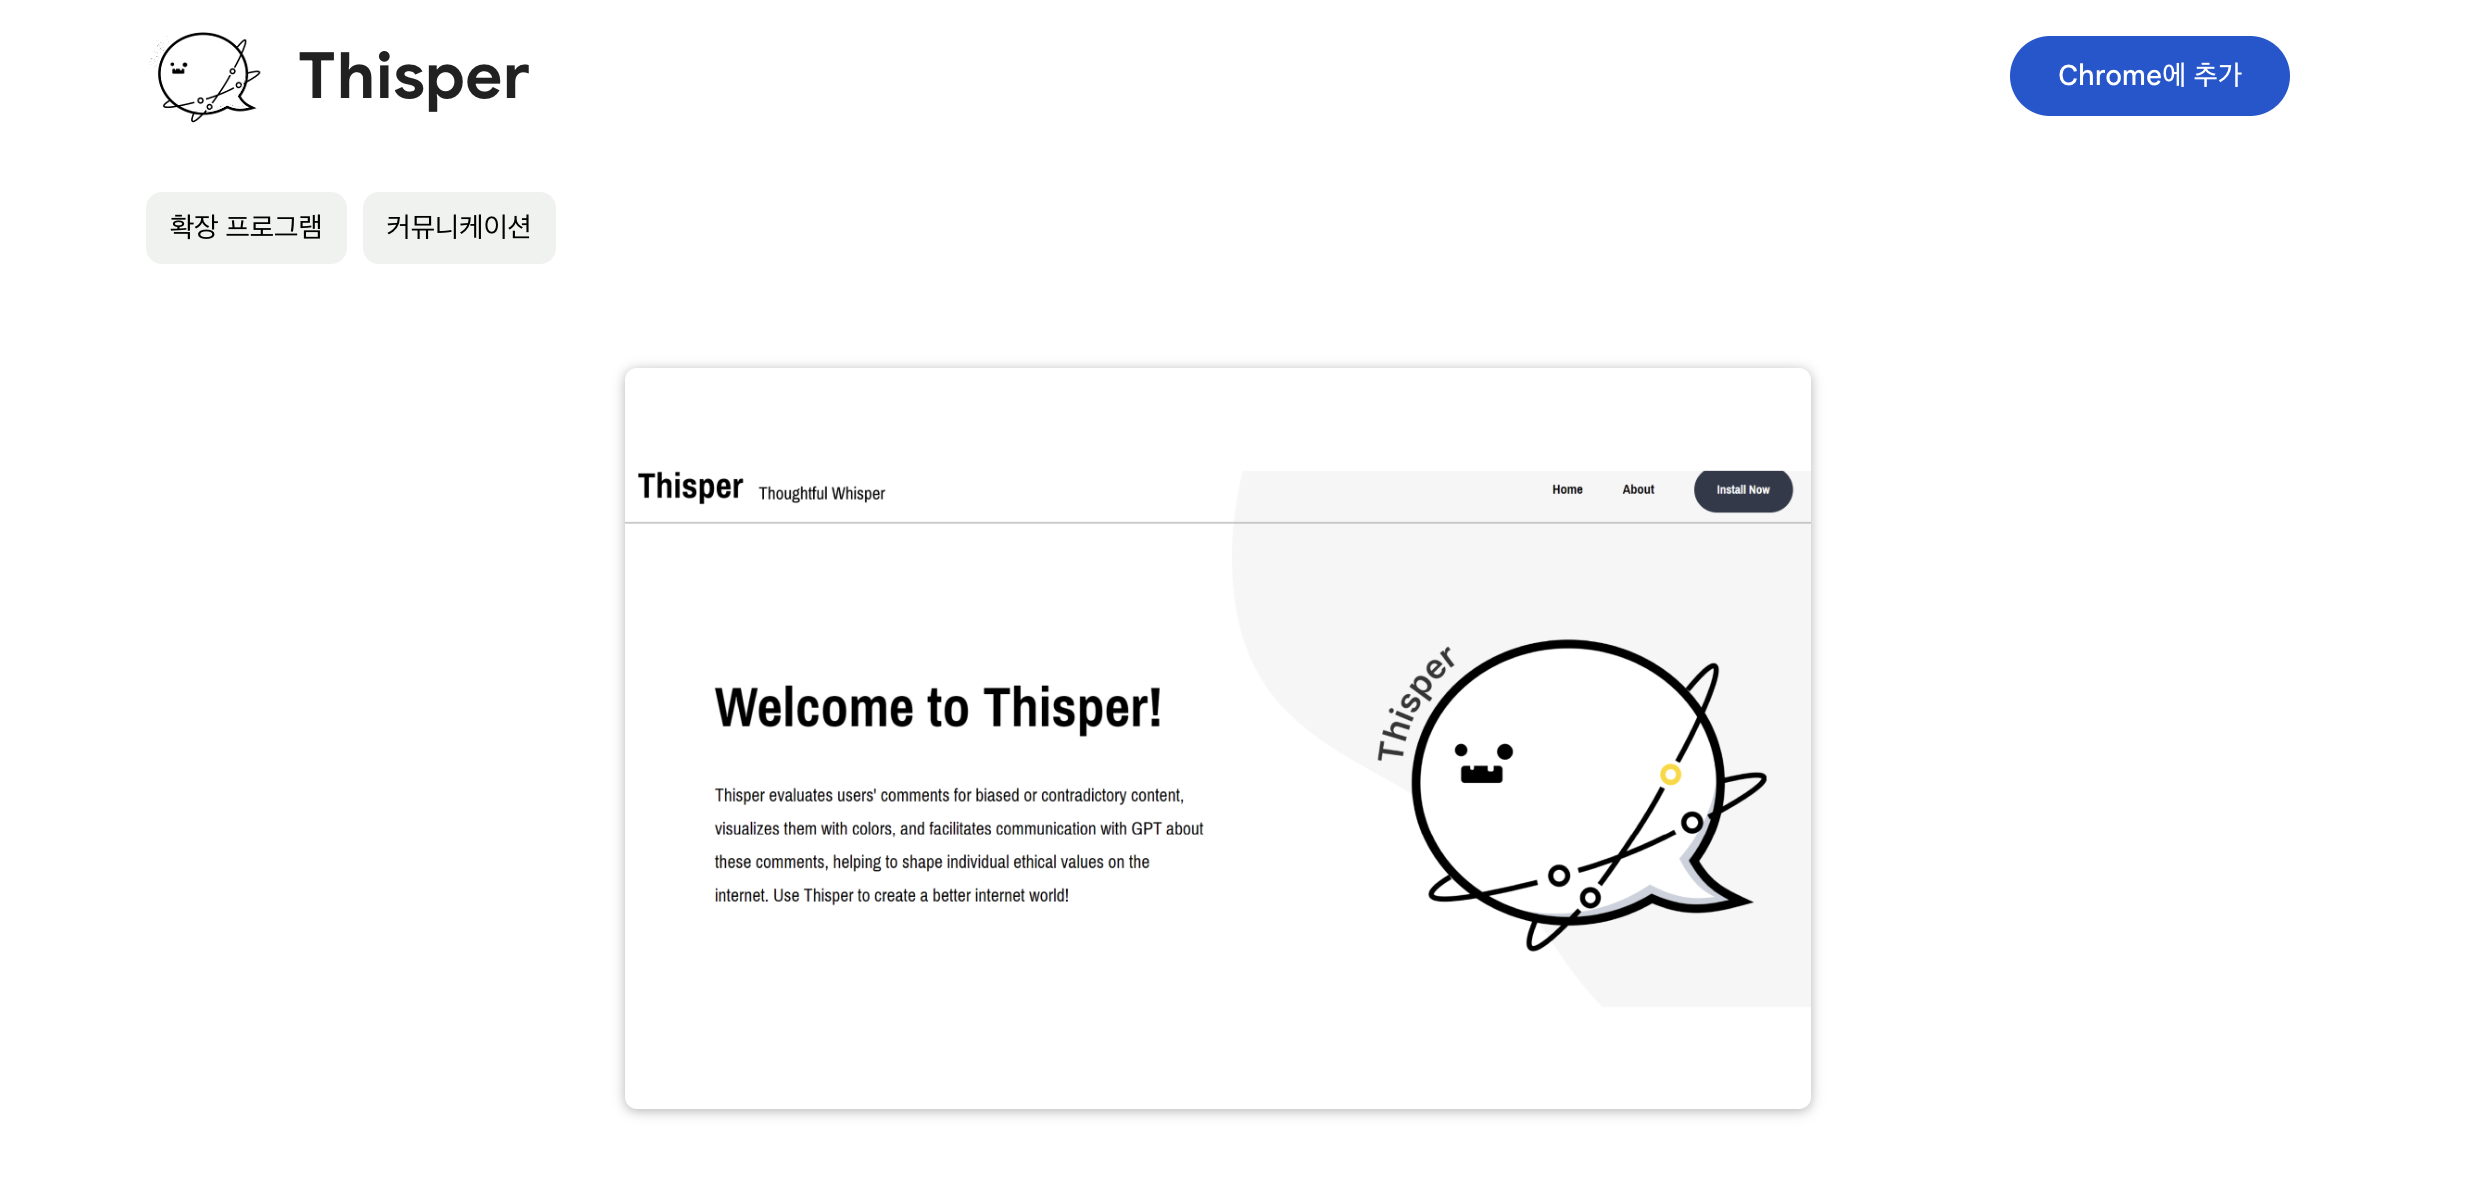 Thisper
Chrome에 추가
확장 프로그램
커뮤니케이션
Thisper Thoughtful Whisper
Home About Install Now
Thisper
Welcome to Thisper!
Thisper evaluates users' comments for biased or contradictory content,
visualizes them with colors, and facilitates communication with GPT about
these comments, helping to shape individual ethical values on the
internet. Use Thisper to create a better internet world!